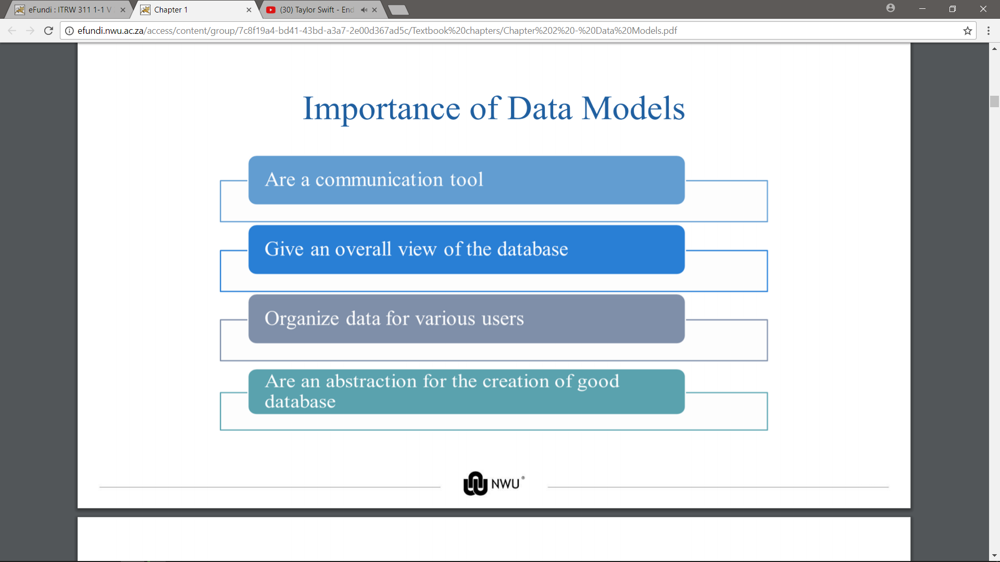 eFundi : ITRW 311 1-1 V
Chapter 1
(30) Taylor Swift - End
efundi.nwu.ac.za/access/content/group/7c8f19a4-bd41-43bd-a3a7-2e00d367ad5c/Textbook%20chapters/Chapter%202%20-%20Data%20Models.pdf
Importance of Data Models
Are a communication tool
Give an overall view of the database
Organize data for various users
Are an abstraction for the creation of good
database
NWU®